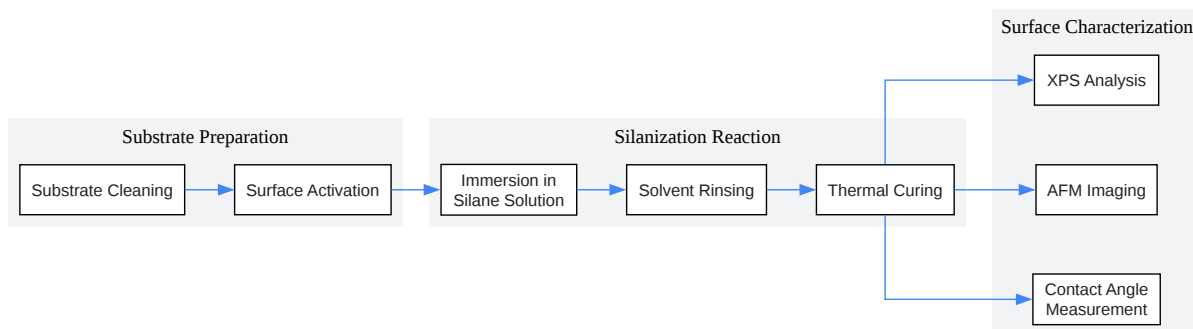 Surface Characterization
XPS Analysis
Substrate Preparation
Silanization Reaction
Substrate Cleaning
Surface Activation
Immersion in
Silane Solution
Solvent Rinsing
Thermal Curing
AFM Imaging
Contact Angle
Measurement